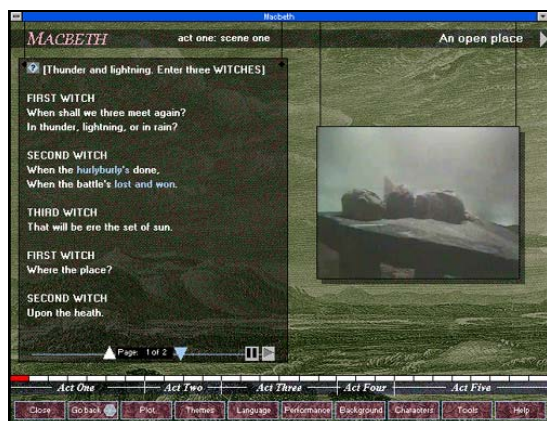 Macbeth
MACBETH
act one: scene one
An open place
[Thunder and lightning. Enter three WITCHES]
FIRST WITCH
When shall we three meet again?
In thunder, lightning, or in rain?
SECOND WITCH
When the hurlyburly's done,
When the battle's lost and won.
THIRD WITCH
That will be ere the set of sun.
FIRST WITCH
Where the place?
SECOND WITCH
Upon the heath.
Page: 1 of 2
Act One Act Two Act Three Act Four Act Five
Close Go back Plot Themes Language Performance Background Characters Tools Help